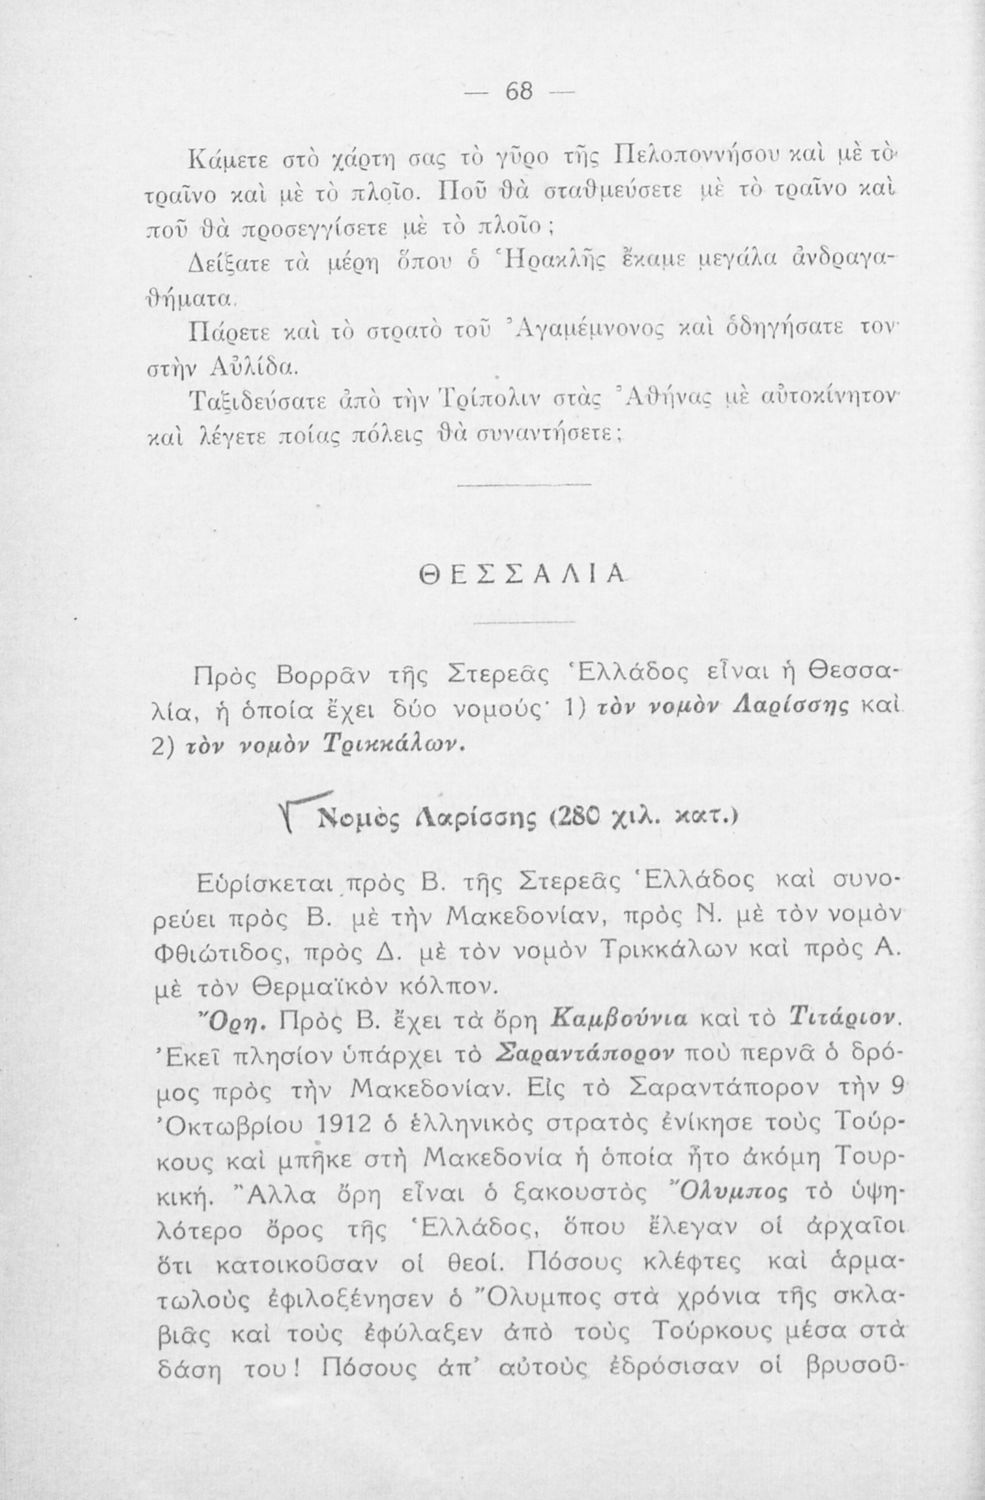 — 68 —
Κάμετε στὸ χάρτη σας τὸ γῦρο τῆς Πελοποννήσου καὶ μὲ τὸ
τραῖνο καὶ μὲ τὸ πλοῖο. Ποῦ θὰ σταθμεύσετε μὲ τὸ τραῖνο καὶ
ποῦ θὰ προσεγγίσετε μὲ τὸ πλοῖο ;
Δείξατε τὰ μέρη ὅπου ὁ Ἡρακλῆς ἔκαμε μεγάλα ἀνδραγα-
θήματα.
Πάρετε καὶ τὸ στρατὸ τοῦ Ἀγαμέμνονος καὶ ὁδηγήσατε τον
στὴν Αὐλίδα.
Ταξιδεύσατε ἀπὸ τὴν Τρίπολιν στὰς Ἀθήνας μὲ αὐτοκίνητον
καὶ λέγετε ποίας πόλεις θὰ συναντήσετε;
ΘΕΣΣΑΛΙΑ
Πρὸς Βορρᾶν τῆς Στερεᾶς Ἑλλάδος εἶναι ἡ Θεσσα-
λία, ἡ ὁποία ἔχει δύο νομούς· 1) τὸν νομὸν Λαρίσσης καὶ
2) τὸν νομὸν Τρικκάλων.
Νομὸς Λαρίσσης (280 χιλ. κατ.)
Εὑρίσκεται πρὸς Β. τῆς Στερεᾶς Ἑλλάδος καὶ συνο-
ρεύει πρὸς Β. μὲ τὴν Μακεδονίαν, πρὸς Ν. μὲ τὸν νομὸν
Φθιώτιδος, πρὸς Δ. μὲ τὸν νομὸν Τρικκάλων καὶ πρὸς Α.
μὲ τὸν Θερμαϊκὸν κόλπον.
Ὄρη. Πρὸς Β. ἔχει τὰ ὄρη Καμβούνια καὶ τὸ Τιτάριον.
Ἐκεῖ πλησίον ὑπάρχει τὸ Σαραντάπορον ποὺ περνᾶ ὁ δρό-
μος πρὸς τὴν Μακεδονίαν. Εἰς τὸ Σαραντάπορον τὴν 9
Ὀκτωβρίου 1912 ὁ ἑλληνικὸς στρατὸς ἐνίκησε τοὺς Τούρ-
κους καὶ μπῆκε στὴ Μακεδονία ἡ ὁποία ἦτο ἀκόμη Τουρ-
κική. Ἄλλα ὄρη εἶναι ὁ ξακουστὸς Ὄλυμπος τὸ ὑψη-
λότερο ὄρος τῆς Ἑλλάδος, ὅπου ἔλεγαν οἱ ἀρχαῖοι
ὅτι κατοικοῦσαν οἱ θεοί. Πόσους κλέφτες καὶ ἁρμα-
τωλοὺς ἐφιλοξένησεν ὁ Ὄλυμπος στὰ χρόνια τῆς σκλα-
βιᾶς καὶ τοὺς ἐφύλαξεν ἀπὸ τοὺς Τούρκους μέσα στὰ
δάση του ! Πόσους ἀπ' αὐτοὺς ἐδρόσισαν οἱ βρυσοῦ-